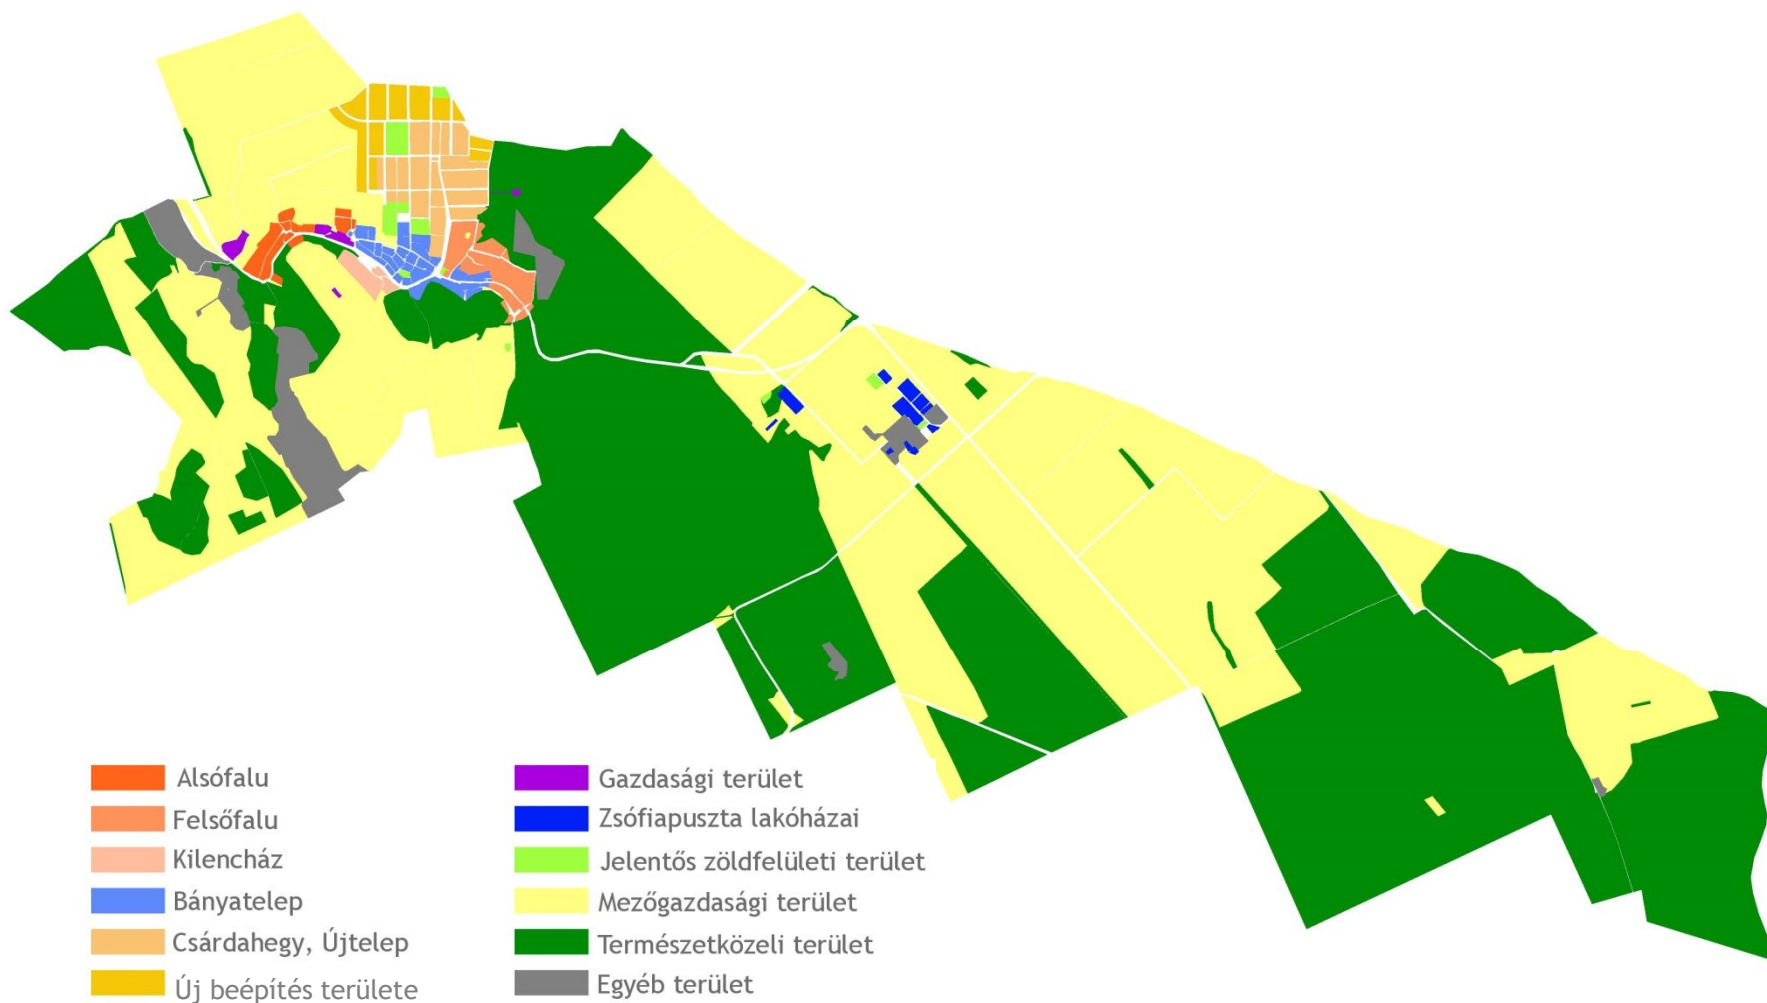 Alsófalu
Felsőfalu
Kilencház
Bányatelep
Csárdahegy, Újtelep
Új beépítés területe
Gazdasági terület
Zsófiapuszta lakóházai
Jelentős zöldfelületi terület
Mezőgazdasági terület
Természetközeli terület
Egyéb terület